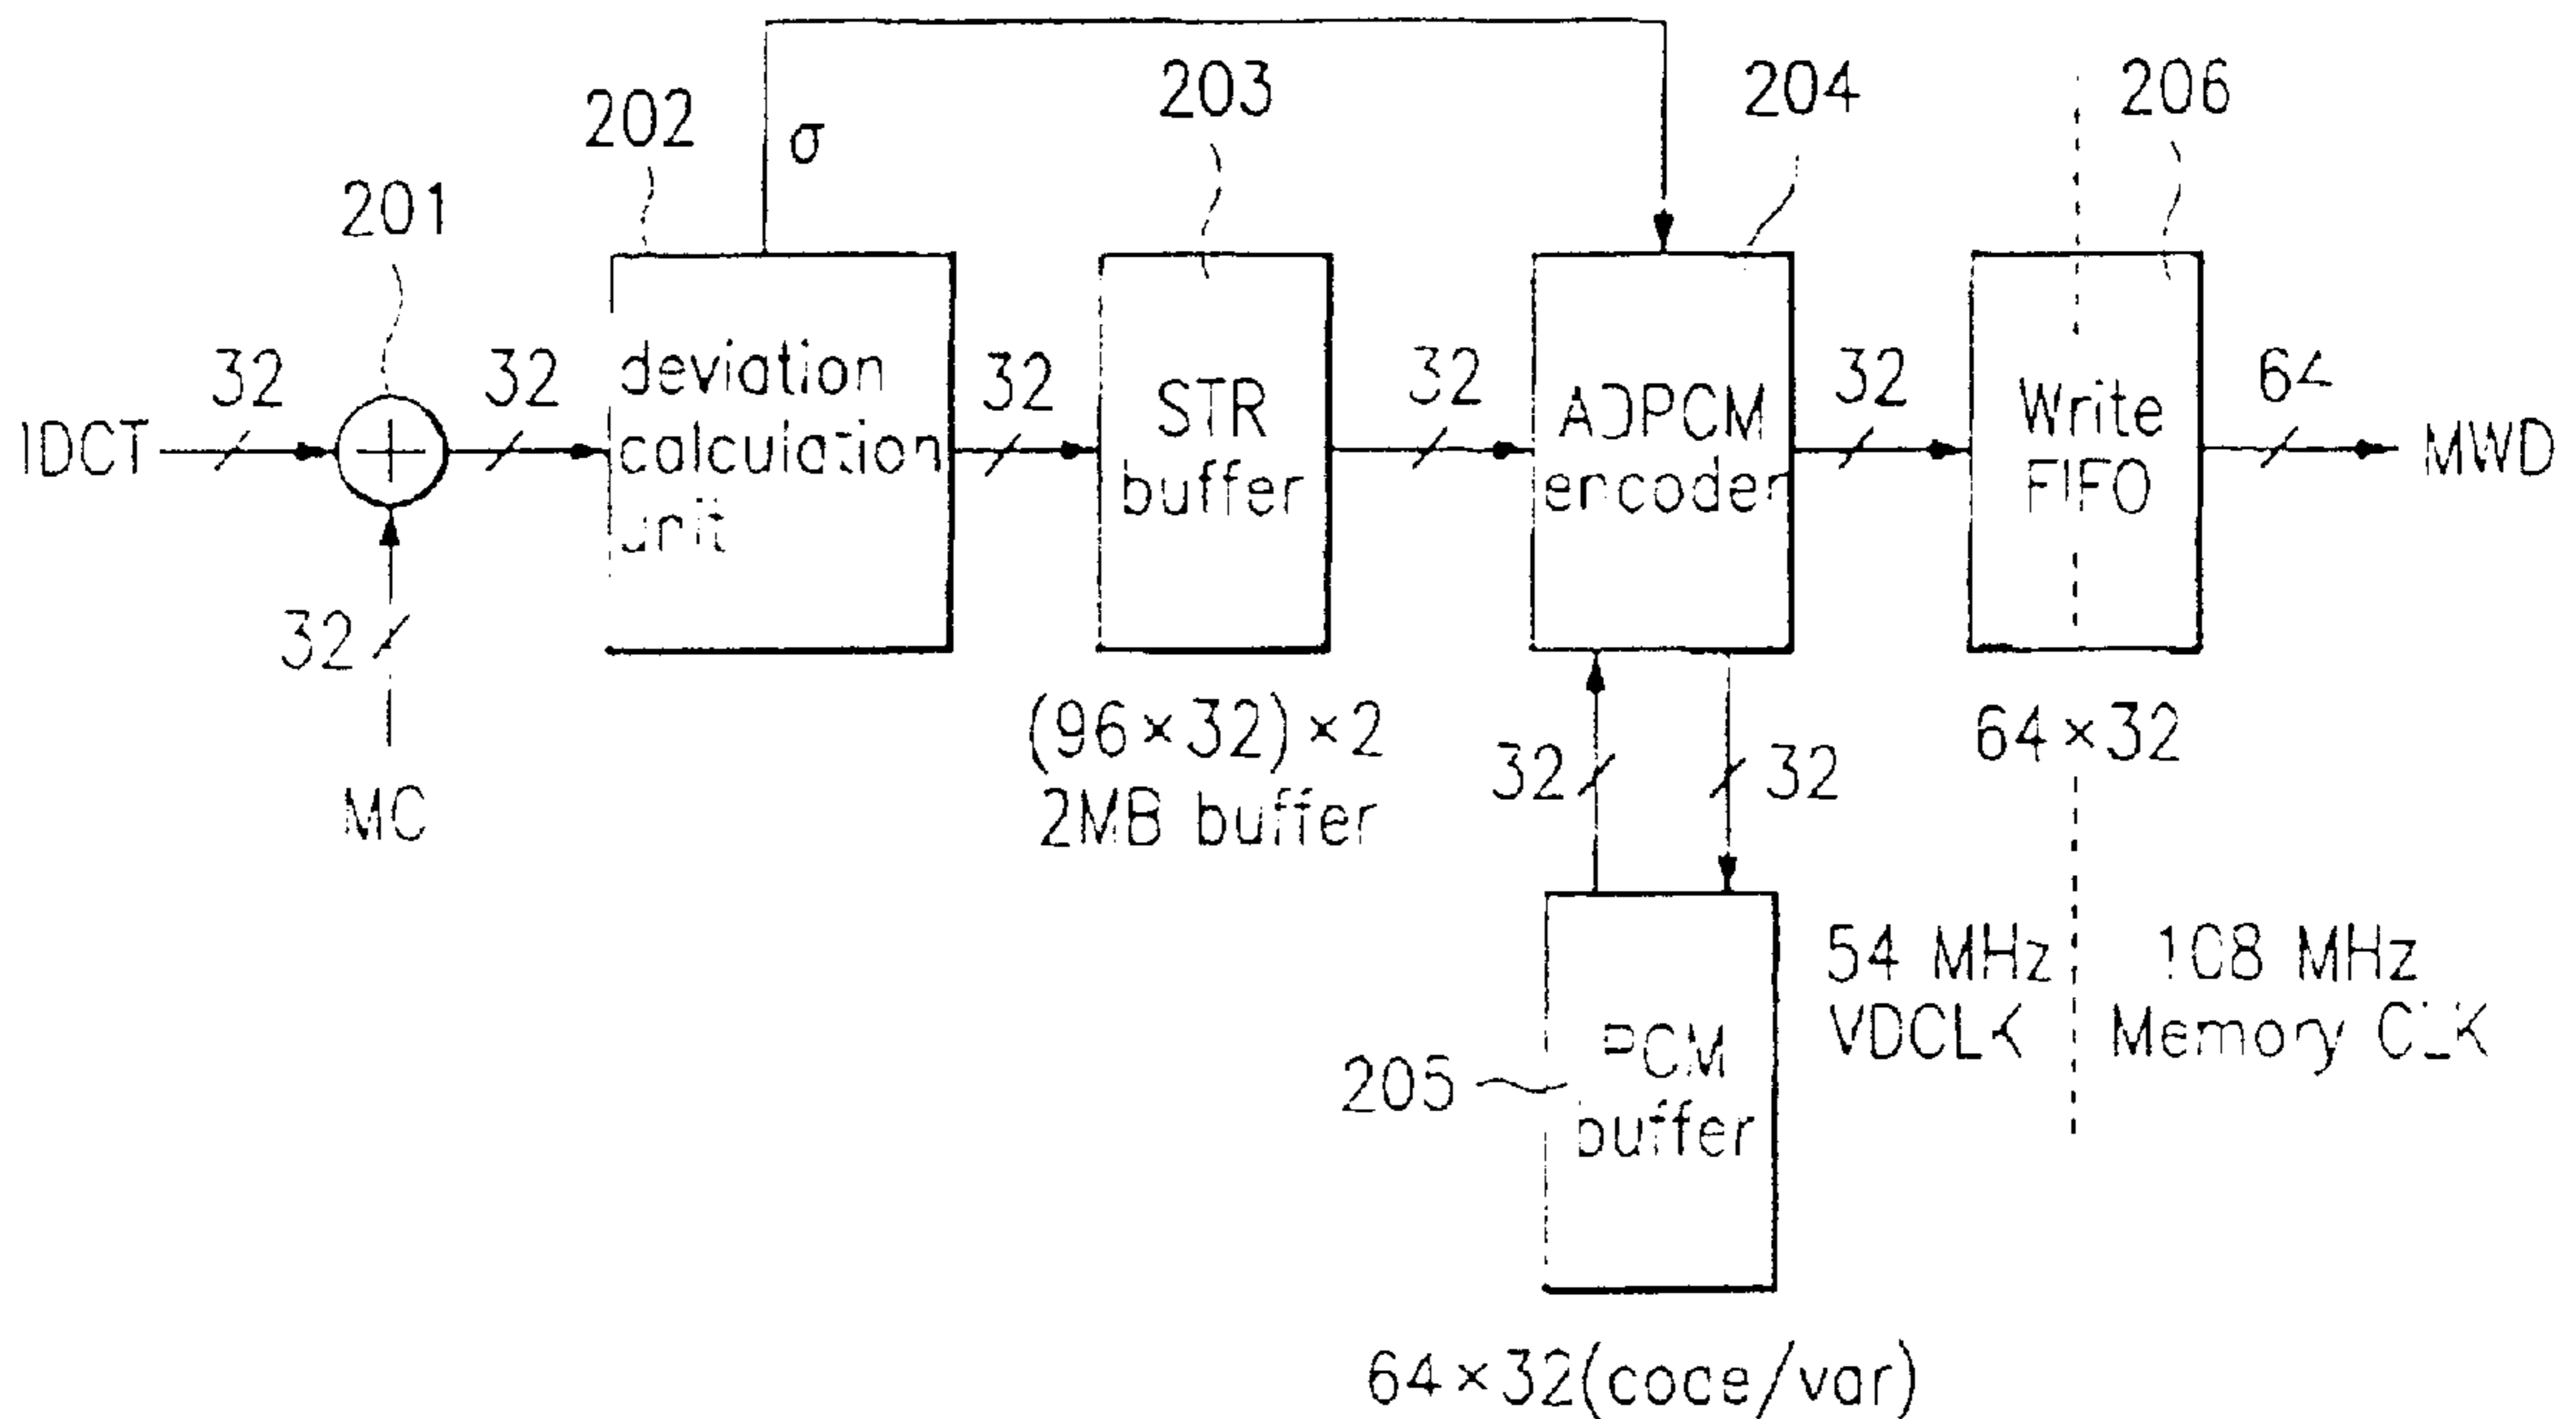 σ
202
203
204
206
201
32
32
32
32
32
64
IDCT
deviation
calculation
unit
STR
buffer
ADPCM
encoder
Write
FIFO
MWD
32
MC
(96×32)×2
2MB buffer
64×32
32
32
54 MHz
VDCLK
108 MHz
Memory CLK
205
PCM
buffer
64×32(code/var)